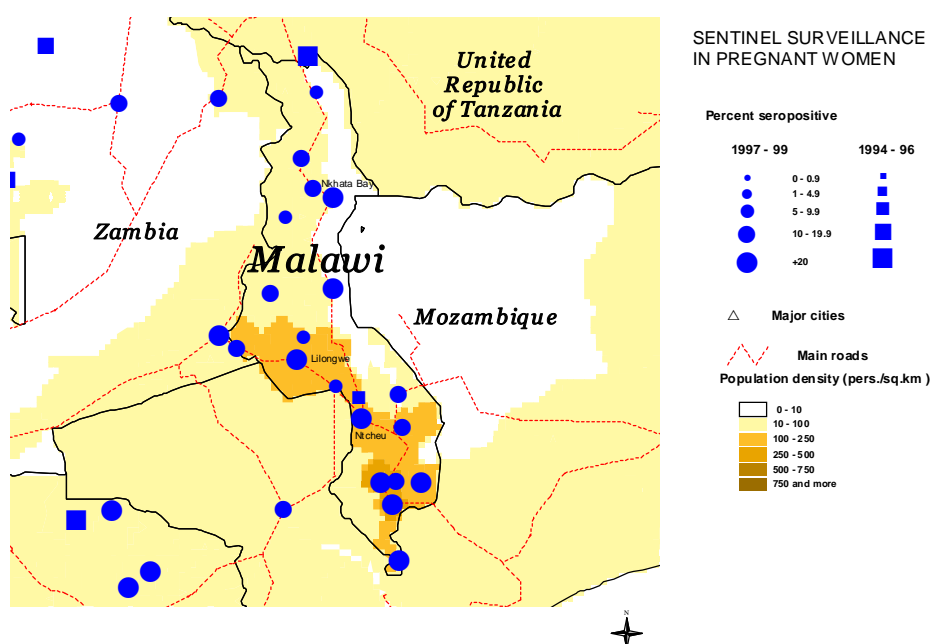 SENTINEL SURVEILLANCE
IN PREGNANT WOMEN
United
Republic
of Tanzania
Nkhata Bay
Zambia
Malawi
Mozambique
Lilongwe
Ntcheu
Percent seropositive
1997 - 99
1994 - 96
0 - 0.9
1 - 4.9
5 - 9.9
10 - 19.9
+20
Major cities
Main roads
Population density (pers./sq.km )
0 - 10
10 - 100
100 - 250
250 - 500
500 - 750
750 and more
N